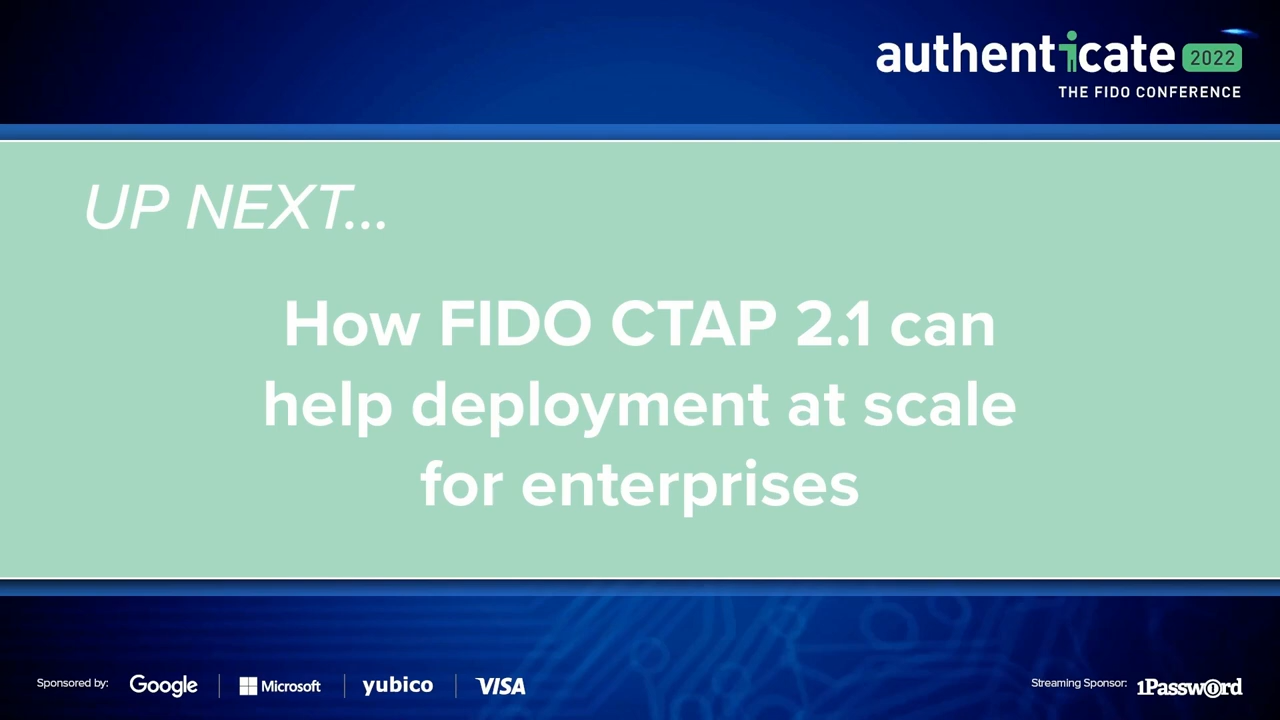 authenticate 2022
THE FIDO CONFERENCE
UP NEXT...
How FIDO CTAP 2.1 can
help deployment at scale
for enterprises
Sponsored by: Google Microsoft yubico VISA
Streaming Sponsor: 1Password